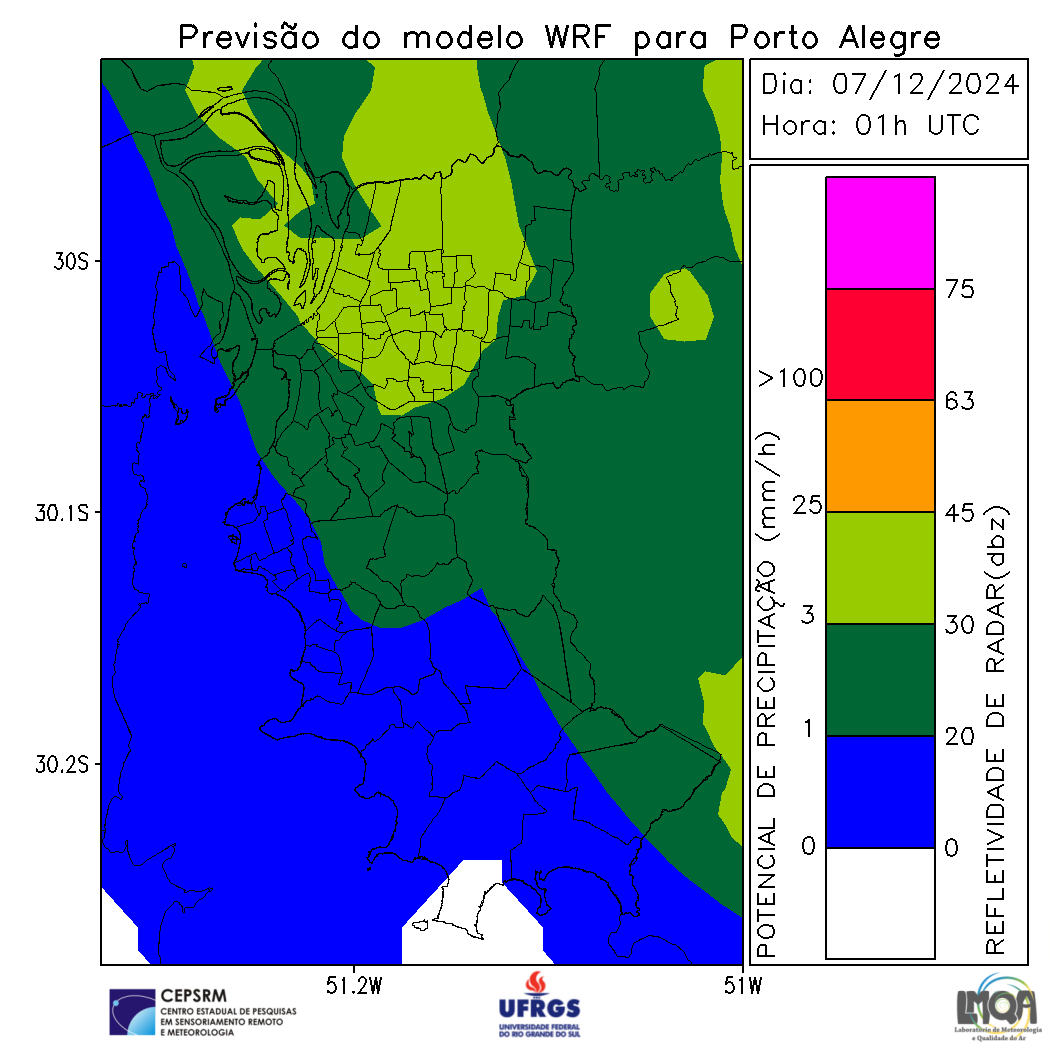 Previsão do modelo WRF para Porto Alegre
Dia: 07/12/2024
Hora: 01h UTC
30S
30.1S
30.2S
51.2W
51W
POTENCIAL DE PRECIPITAÇÃO (mm/h)
>100
25
3
1
0
75
63
45
30
20
0
REFLETIVIDADE DE RADAR(dbz)
CEPSRM
CENTRO ESTADUAL DE PESQUISAS
EM SENSORIAMENTO REMOTO
E METEOROLOGIA
UFRGS
UNIVERSIDADE FEDERAL
DO RIO GRANDE DO SUL
LMQA
Laboratório de Meteorologia
e Qualidade do Ar